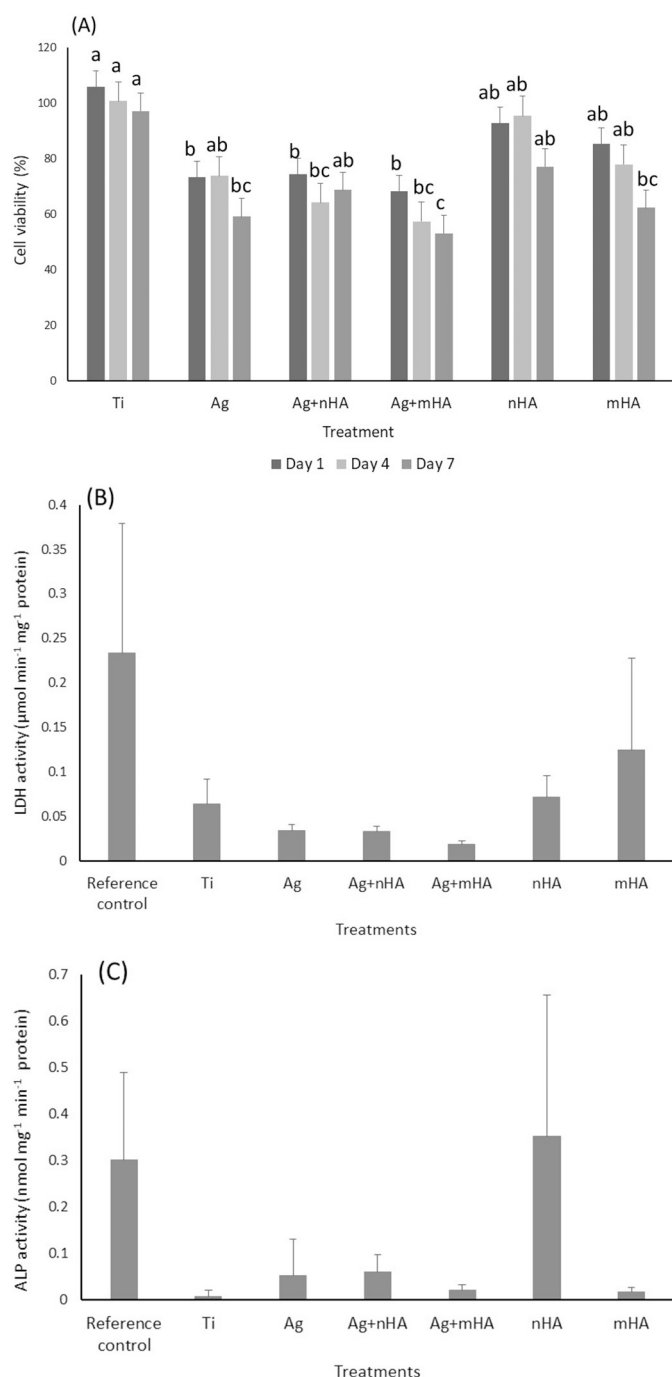 (A)
120
100
80
60
40
20
0
Cell viability (%)
a a a
b ab bc
b bc ab
b bc c
ab ab ab
ab ab bc
Ti Ag Ag+nHA Ag+mHA nHA mHA
Treatment
Day 1 Day 4 Day 7
(B)
0.4
0.35
0.3
0.25
0.2
0.15
0.1
0.05
0
LDH activity (µmol min⁻¹ mg⁻¹ protein)
Reference Ti Ag Ag+nHA Ag+mHA nHA mHA
control
Treatments
(C)
0.7
0.6
0.5
0.4
0.3
0.2
0.1
0
ALP activity (nmol mg⁻¹ min⁻¹ protein)
Reference Ti Ag Ag+nHA Ag+mHA nHA mHA
control
Treatments